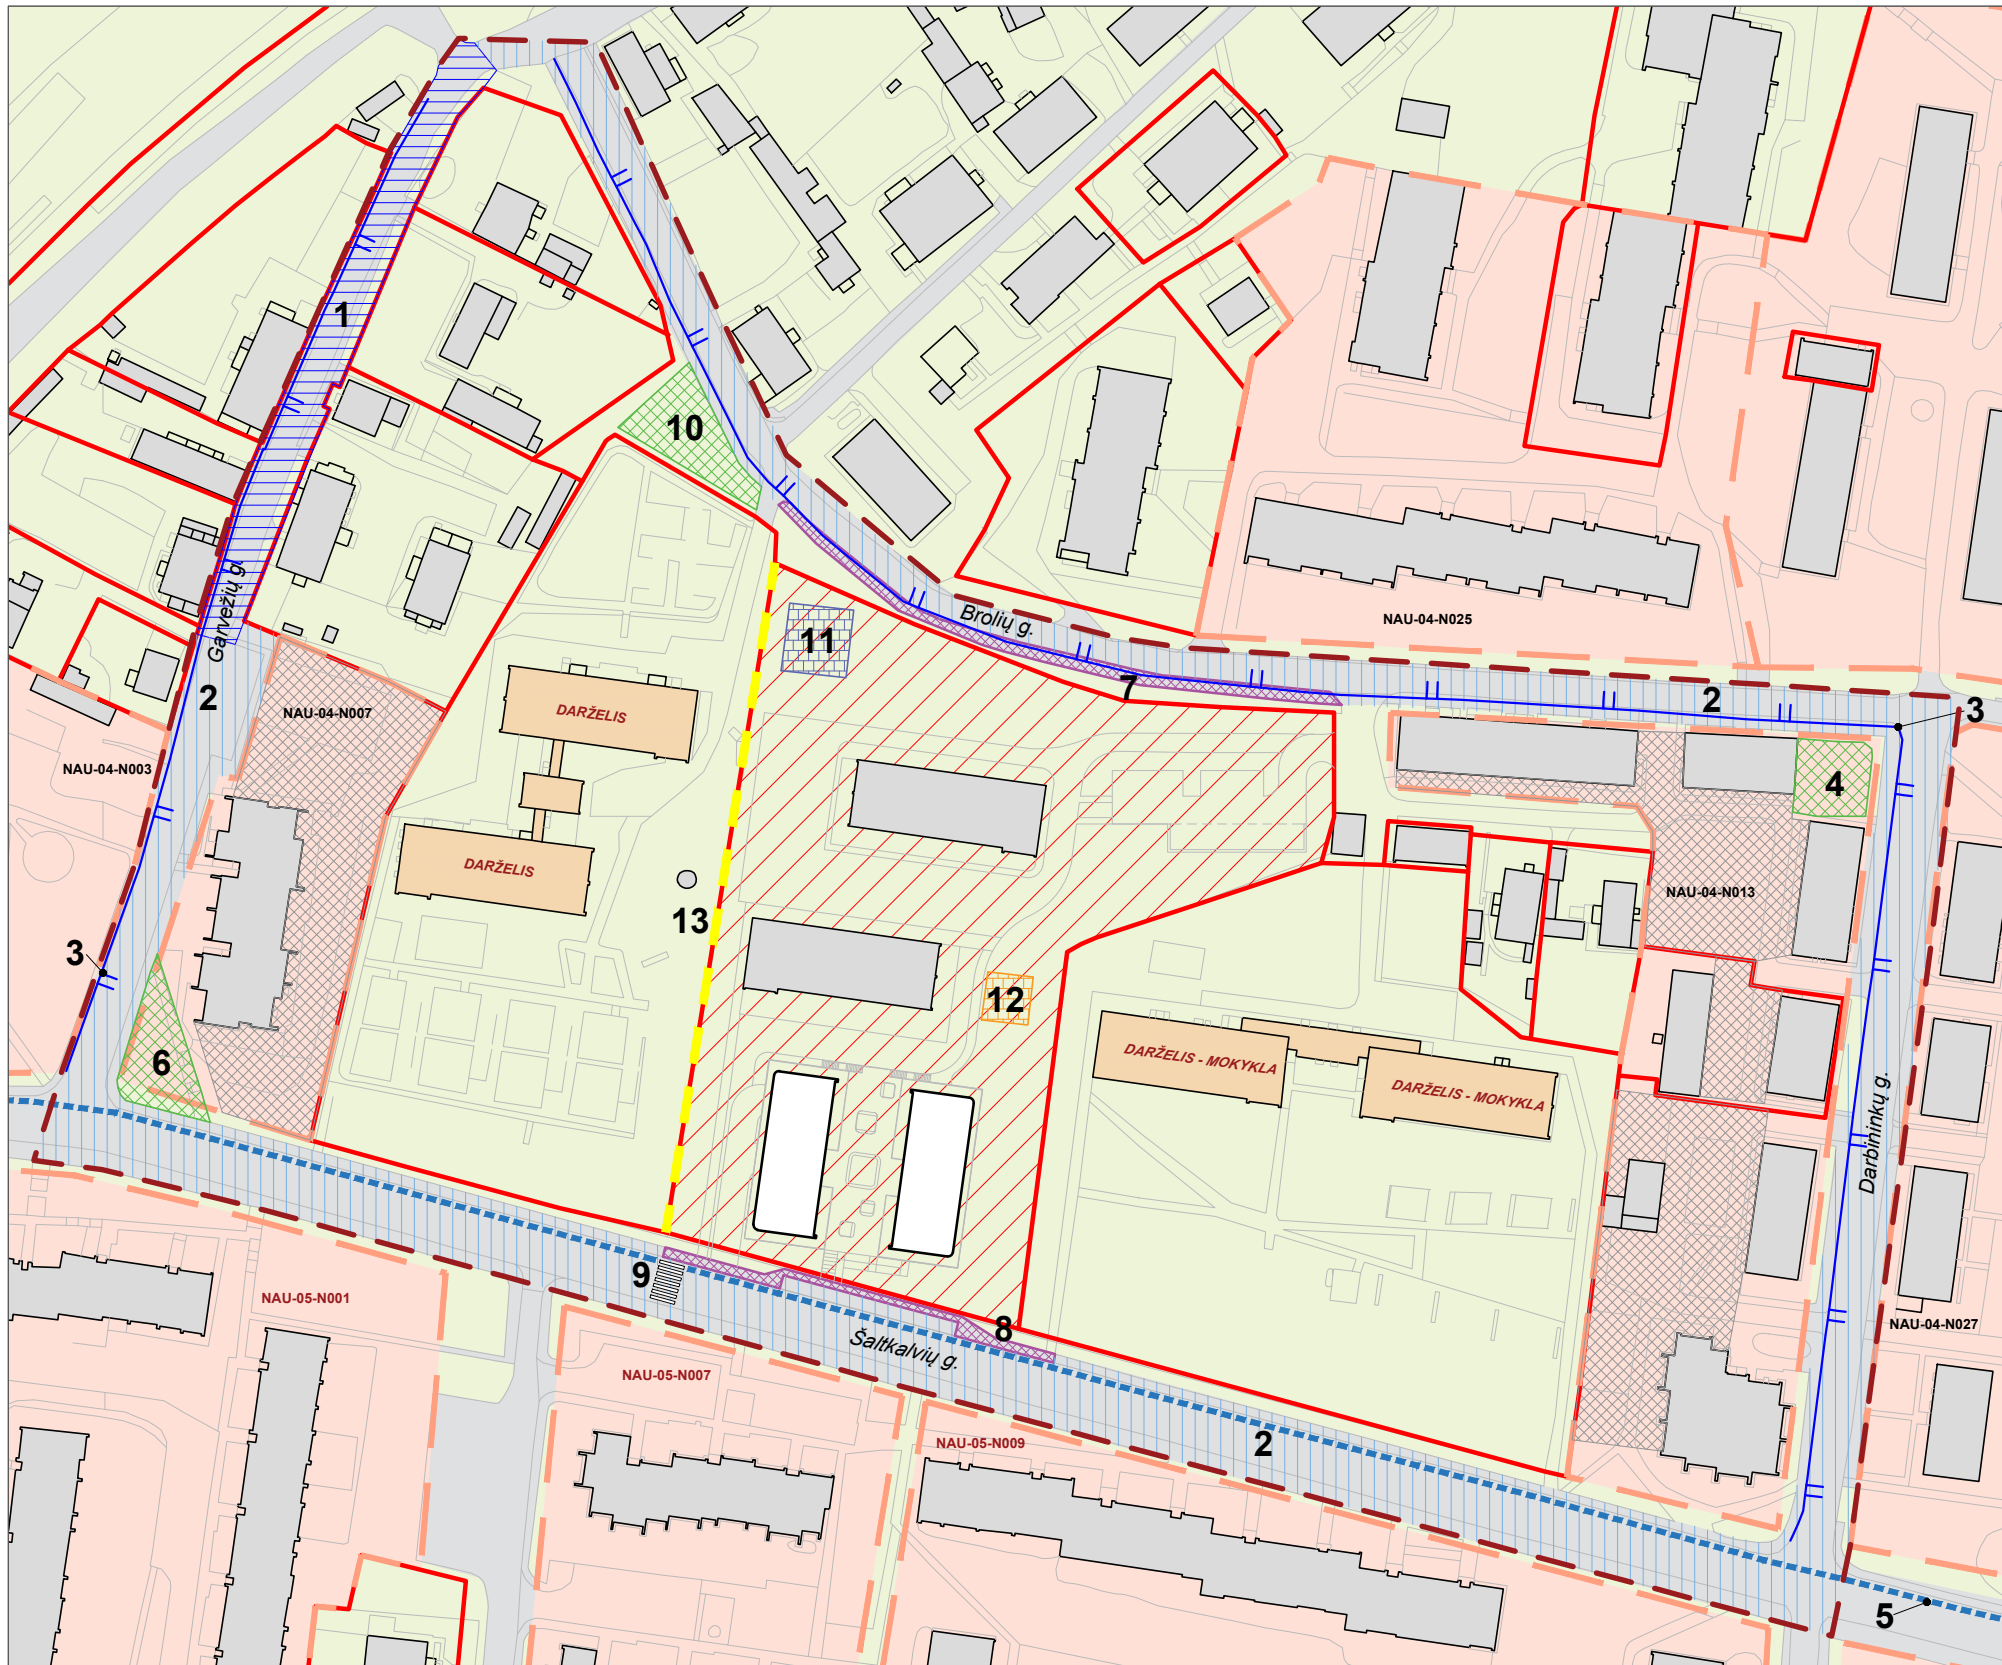 1
10
Garvežių g.
11
Brolių g.
NAU-04-N025
2
7
2
3
NAU-04-N007
DARŽELIS
NAU-04-N003
4
DARŽELIS
NAU-04-N013
13
3
12
6
DARŽELIS - MOKYKLA
DARŽELIS - MOKYKLA
Darbininkų g.
9
NAU-05-N001
8
NAU-04-N027
Šaltkalvių g.
NAU-05-N007
NAU-05-N009
2
5